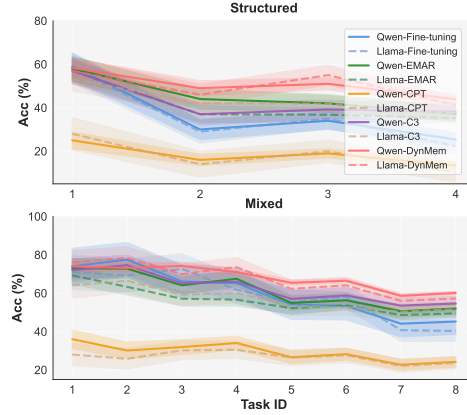 Structured
Acc (%)
80
60
40
20
1
2
3
4
Qwen-Fine-tuning
Llama-Fine-tuning
Qwen-EMAR
Llama-EMAR
Qwen-CPT
Llama-CPT
Qwen-C3
Llama-C3
Qwen-DynMem
Llama-DynMem
Mixed
Acc (%)
100
80
60
40
20
1
2
3
4
5
6
7
8
Task ID